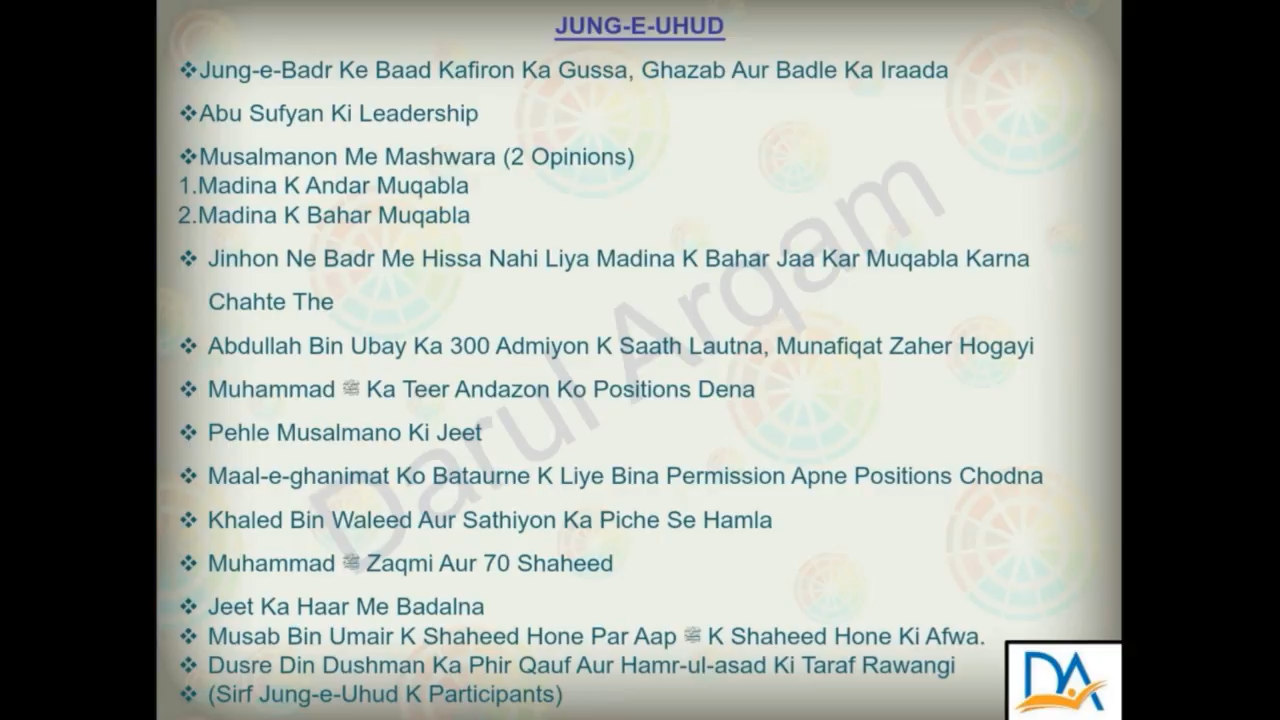 JUNG-E-UHUD
❖Jung-e-Badr Ke Baad Kafiron Ka Gussa, Ghazab Aur Badle Ka Iraada
❖Abu Sufyan Ki Leadership
❖Musalmanon Me Mashwara (2 Opinions)
1.Madina K Andar Muqabla
2.Madina K Bahar Muqabla
❖ Jinhon Ne Badr Me Hissa Nahi Liya Madina K Bahar Jaa Kar Muqabla Karna
Chahte The
❖ Abdullah Bin Ubay Ka 300 Admiyon K Saath Lautna, Munafiqat Zaher Hogayi
❖ Muhammad ﷺ Ka Teer Andazon Ko Positions Dena
❖ Pehle Musalmano Ki Jeet
❖ Maal-e-ghanimat Ko Bataurne K Liye Bina Permission Apne Positions Chodna
❖ Khaled Bin Waleed Aur Sathiyon Ka Piche Se Hamla
❖ Muhammad ﷺ Zaqmi Aur 70 Shaheed
❖ Jeet Ka Haar Me Badalna
❖ Musab Bin Umair K Shaheed Hone Par Aap ﷺ K Shaheed Hone Ki Afwa.
❖ Dusre Din Dushman Ka Phir Qauf Aur Hamr-ul-asad Ki Taraf Rawangi
❖ (Sirf Jung-e-Uhud K Participants)
Darul Arqam
DA